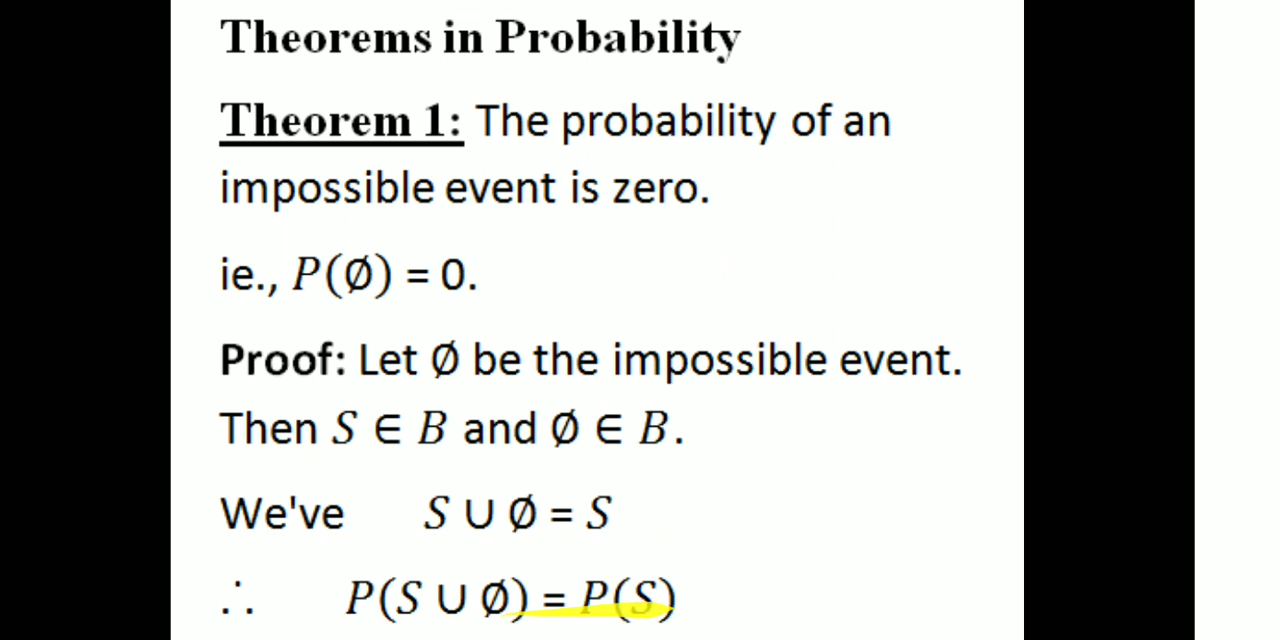 Theorems in Probability
Theorem 1: The probability of an
impossible event is zero.
ie., P(∅) = 0.
Proof: Let ∅ be the impossible event.
Then S ∈ B and ∅ ∈ B.
We've S ∪ ∅ = S
∴ P(S ∪ ∅) = P(S)